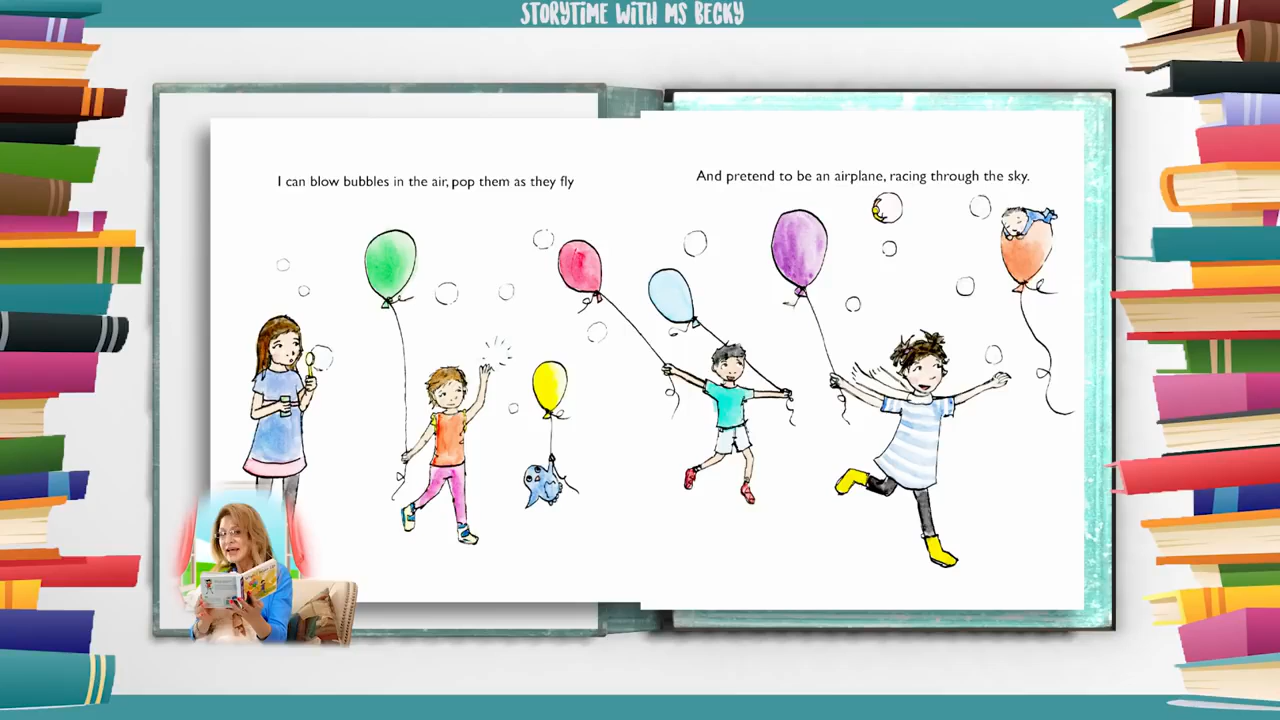 STORYTIME WITH MS BECKY
I can blow bubbles in the air, pop them as they fly
And pretend to be an airplane, racing through the sky.